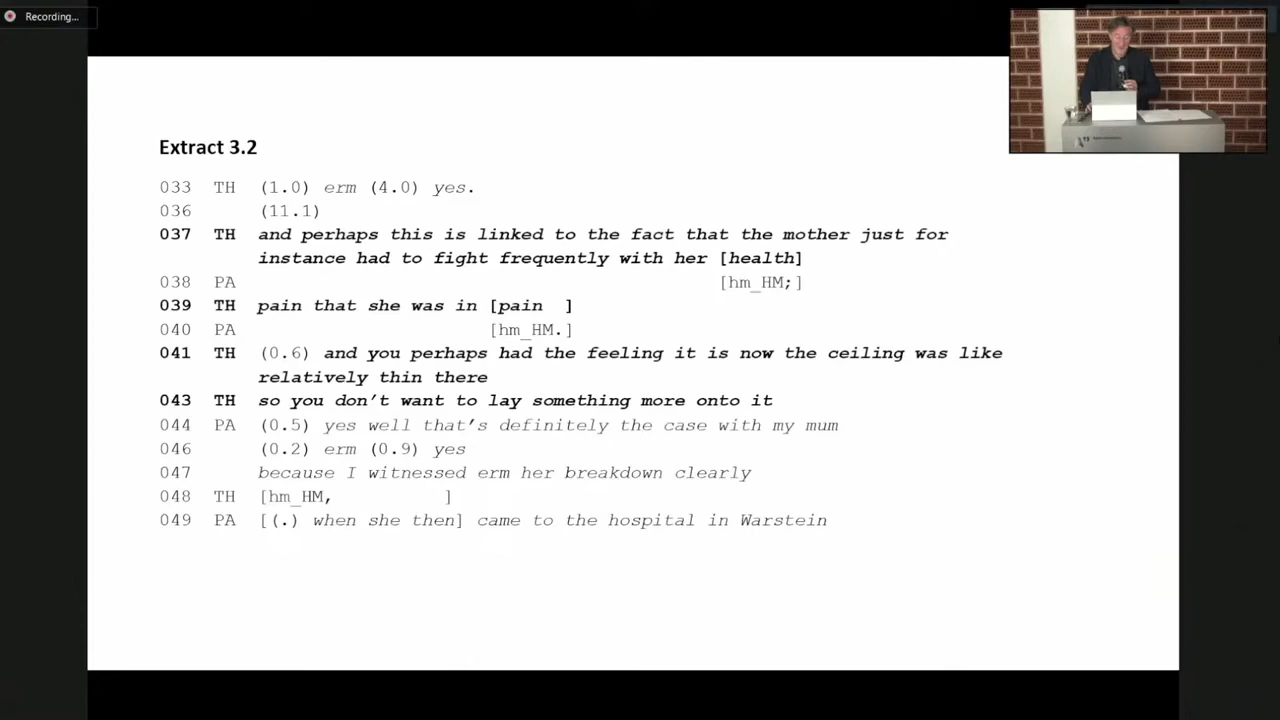 Recording...
Extract 3.2
033 TH (1.0) erm (4.0) yes.
036 (11.1)
037 TH and perhaps this is linked to the fact that the mother just for
instance had to fight frequently with her [health]
038 PA [hm_HM;]
039 TH pain that she was in [pain ]
040 PA [hm_HM.]
041 TH (0.6) and you perhaps had the feeling it is now the ceiling was like
relatively thin there
043 TH so you don't want to lay something more onto it
044 PA (0.5) yes well that's definitely the case with my mum
046 (0.2) erm (0.9) yes
047 because I witnessed erm her breakdown clearly
048 TH [hm_HM, ]
049 PA [(.) when she then] came to the hospital in Warstein